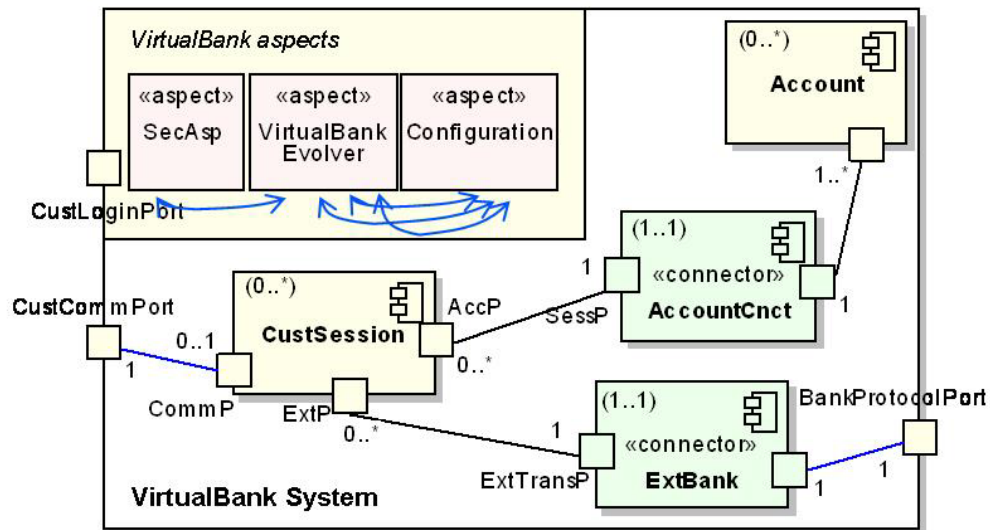 VirtualBank aspects
«aspect»
SecAsp
«aspect»
VirtualBank
Evolver
«aspect»
Configuration
(0..*)
Account
1..*
CustLoginPort
(1..1)
«connector»
AccountCnct
1
SessP
1
CustCommPort
1
0..1
CommP
(0..*)
CustSession
AccP
0..*
ExtP
0..*
(1..1)
«connector»
ExtBank
1
ExtTransP
1
BankProtocolPort
1
VirtualBank System